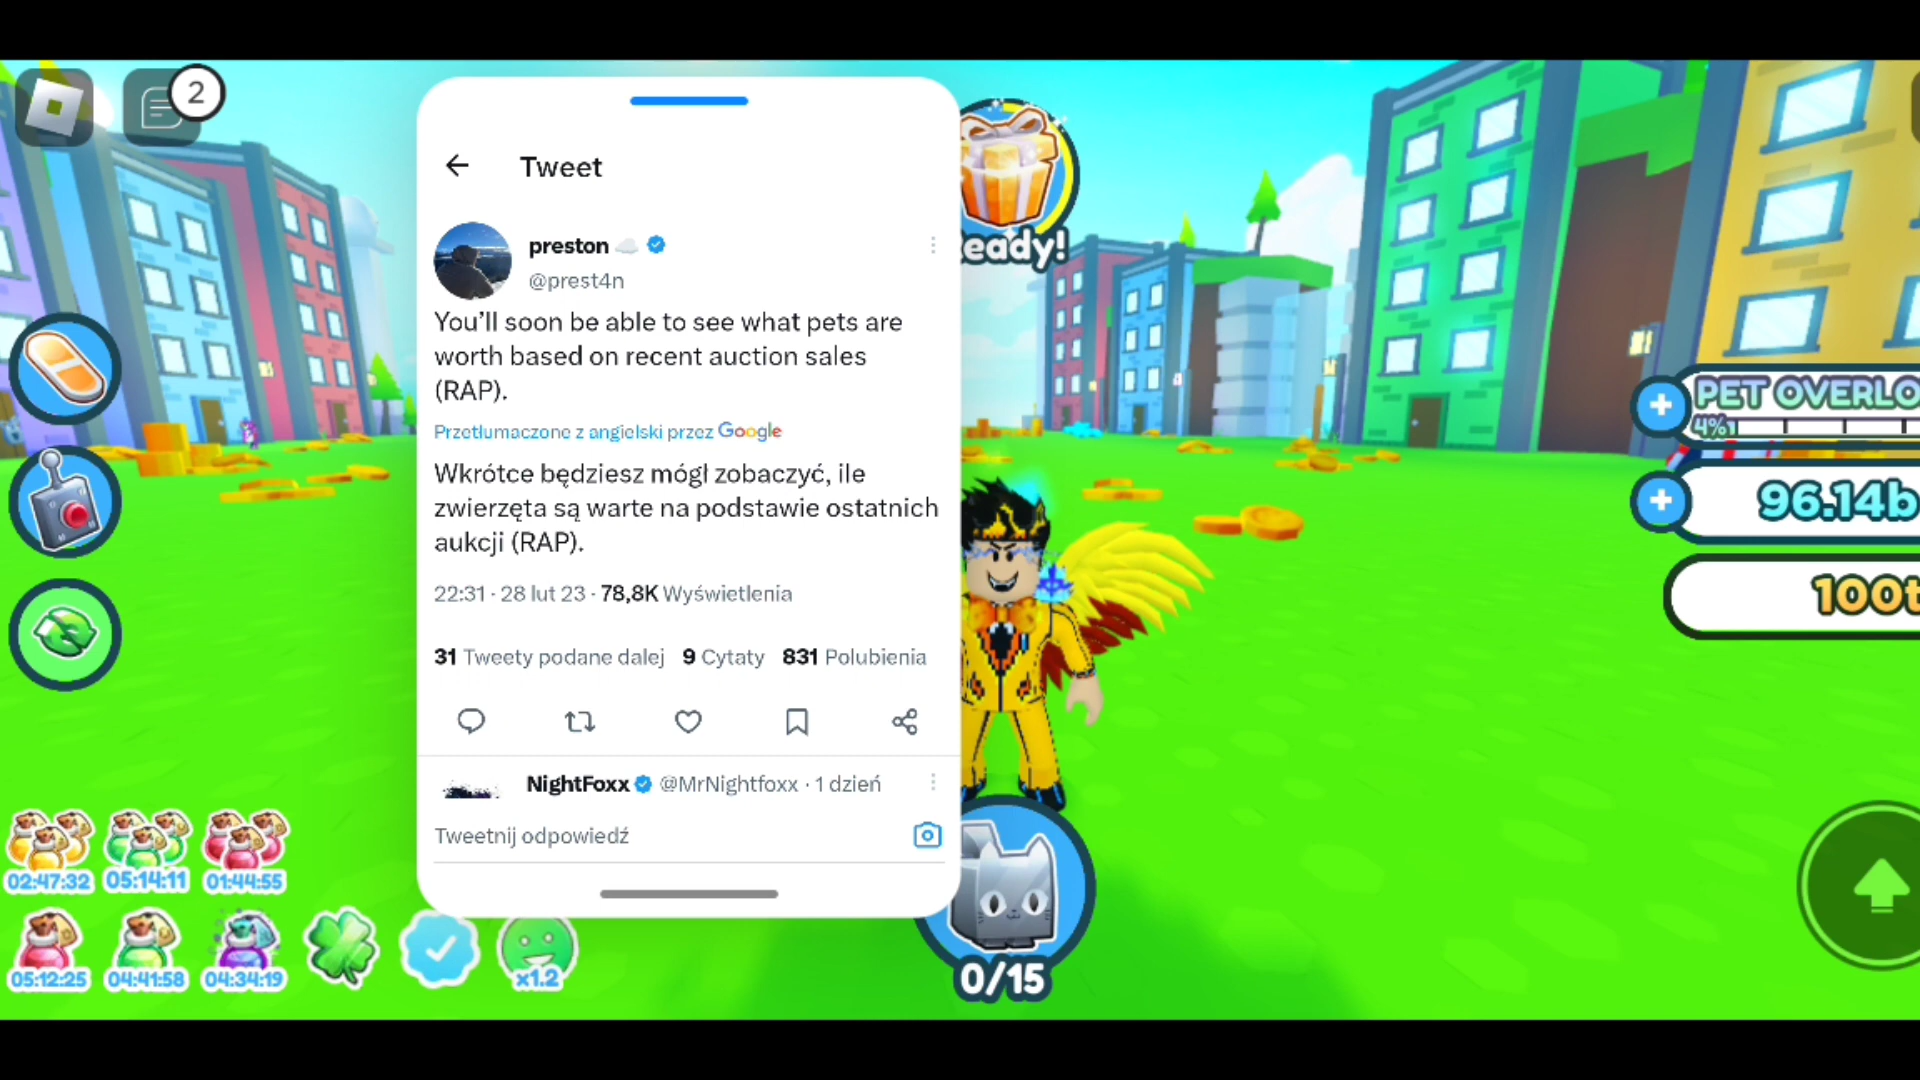 2
Tweet
preston
@prest4n
You'll soon be able to see what pets are
worth based on recent auction sales
(RAP).
Przetłumaczone z angielski przez Google
Wkrótce będziesz mógł zobaczyć, ile
zwierzęta są warte na podstawie ostatnich
aukcji (RAP).
22:31 · 28 lut 23 · 78,8K Wyświetlenia
31 Tweety podane dalej 9 Cytaty 831 Polubienia
NightFoxx @MrNightfoxx · 1 dzień
Tweetnij odpowiedź
eady!
PET OVERLO
4%
96.14b
100t
02:47:32 05:14:11 01:44:55
05:12:25 04:41:58 04:34:19 x1.2
0/15